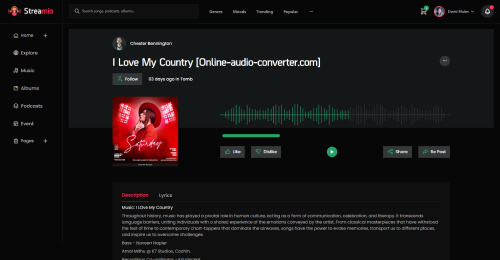 Streamio
Search songs, podcasts, albums...
Genres
Moods
Trending
Popular
David Malan
Home +
Explore
Music
Albums
Podcasts
Event
Pages +
Chester Bennington
I Love My Country [Online-audio-converter.com]
Follow
83 days ago in Tamb
Saturday
Like
Dislike
Share
Re Post
Description
Lyrics
Music: I Love My Country
Throughout history, music has played a pivotal role in human culture, acting as a form of communication, celebration, and therapy. It transcends
language barriers, uniting individuals with a shared experience of the emotions conveyed by the artist. From classical masterpieces that have withstood
the test of time to contemporary chart-toppers that dominate the airwaves, songs have the power to evoke memories, transport us to different places,
and inspire us to overcome challenges.
Bass - Naveen Napier
Amal Mithu @ K7 Studios, Cochin.